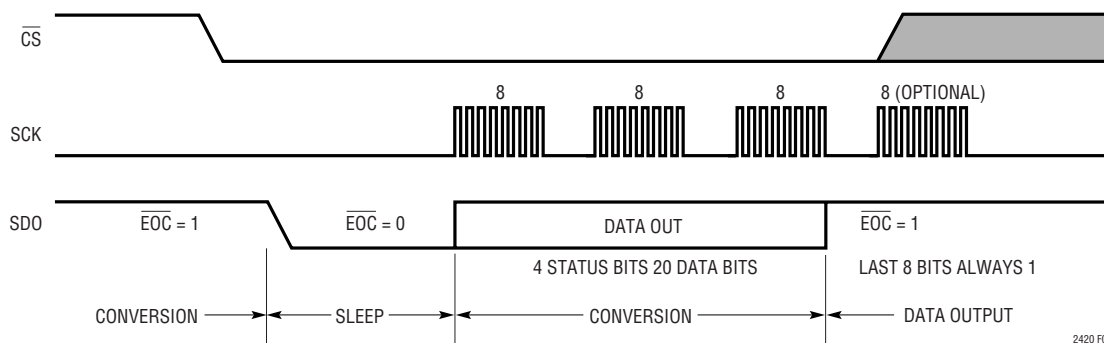 CS
8 8 8 8 (OPTIONAL)
SCK
SDO EOC = 1 EOC = 0 DATA OUT EOC = 1
4 STATUS BITS 20 DATA BITS LAST 8 BITS ALWAYS 1
CONVERSION SLEEP CONVERSION DATA OUTPUT